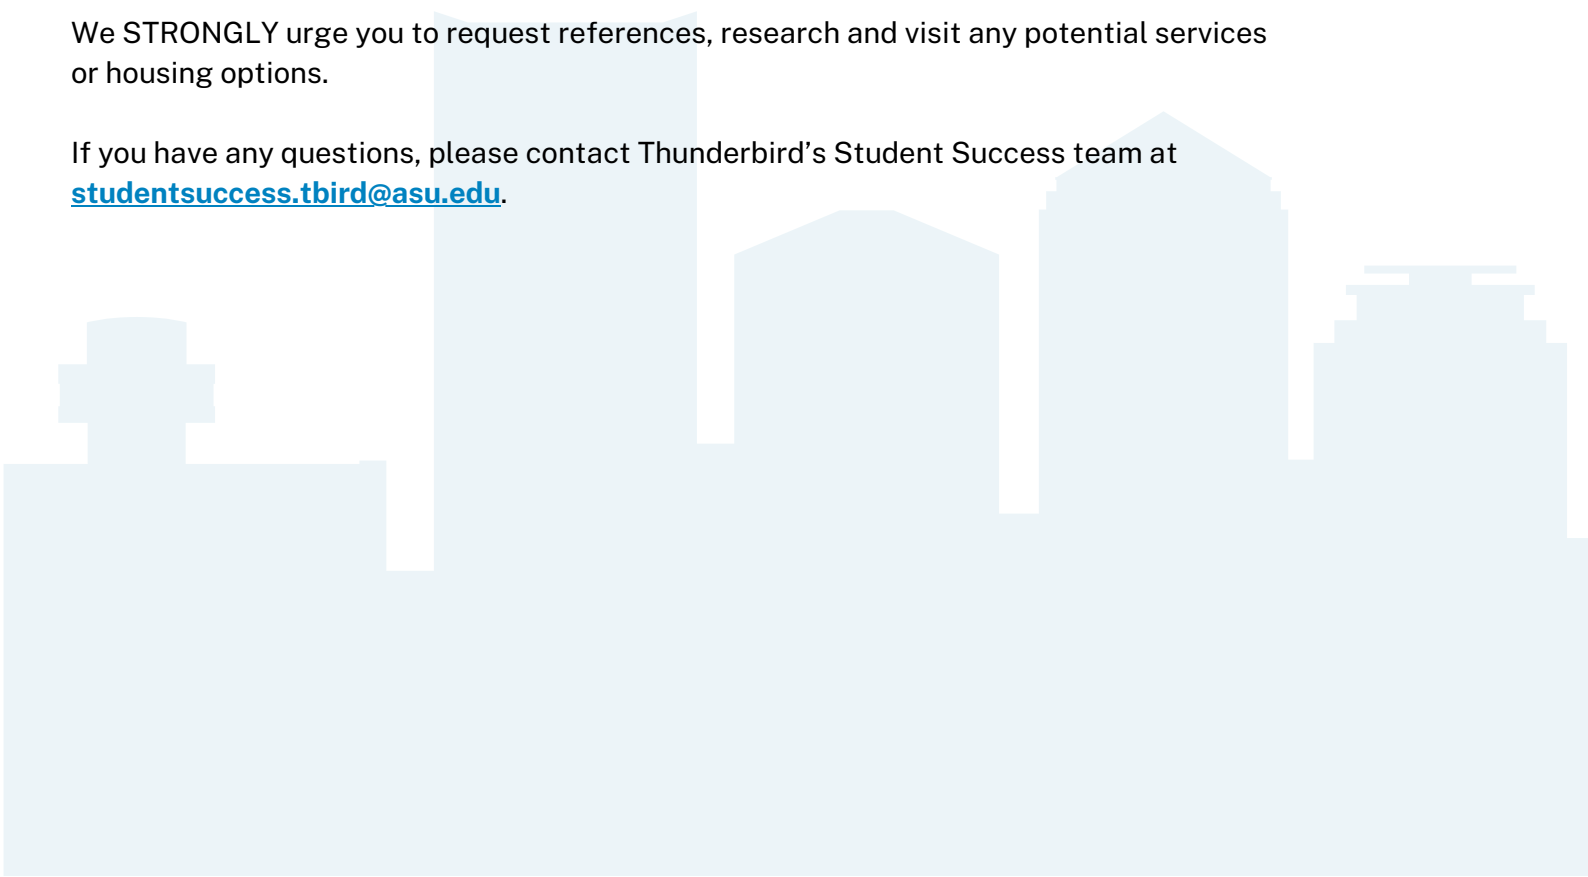 We STRONGLY urge you to request references, research and visit any potential services
or housing options.
If you have any questions, please contact Thunderbird’s Student Success team at
studentsuccess.tbird@asu.edu.